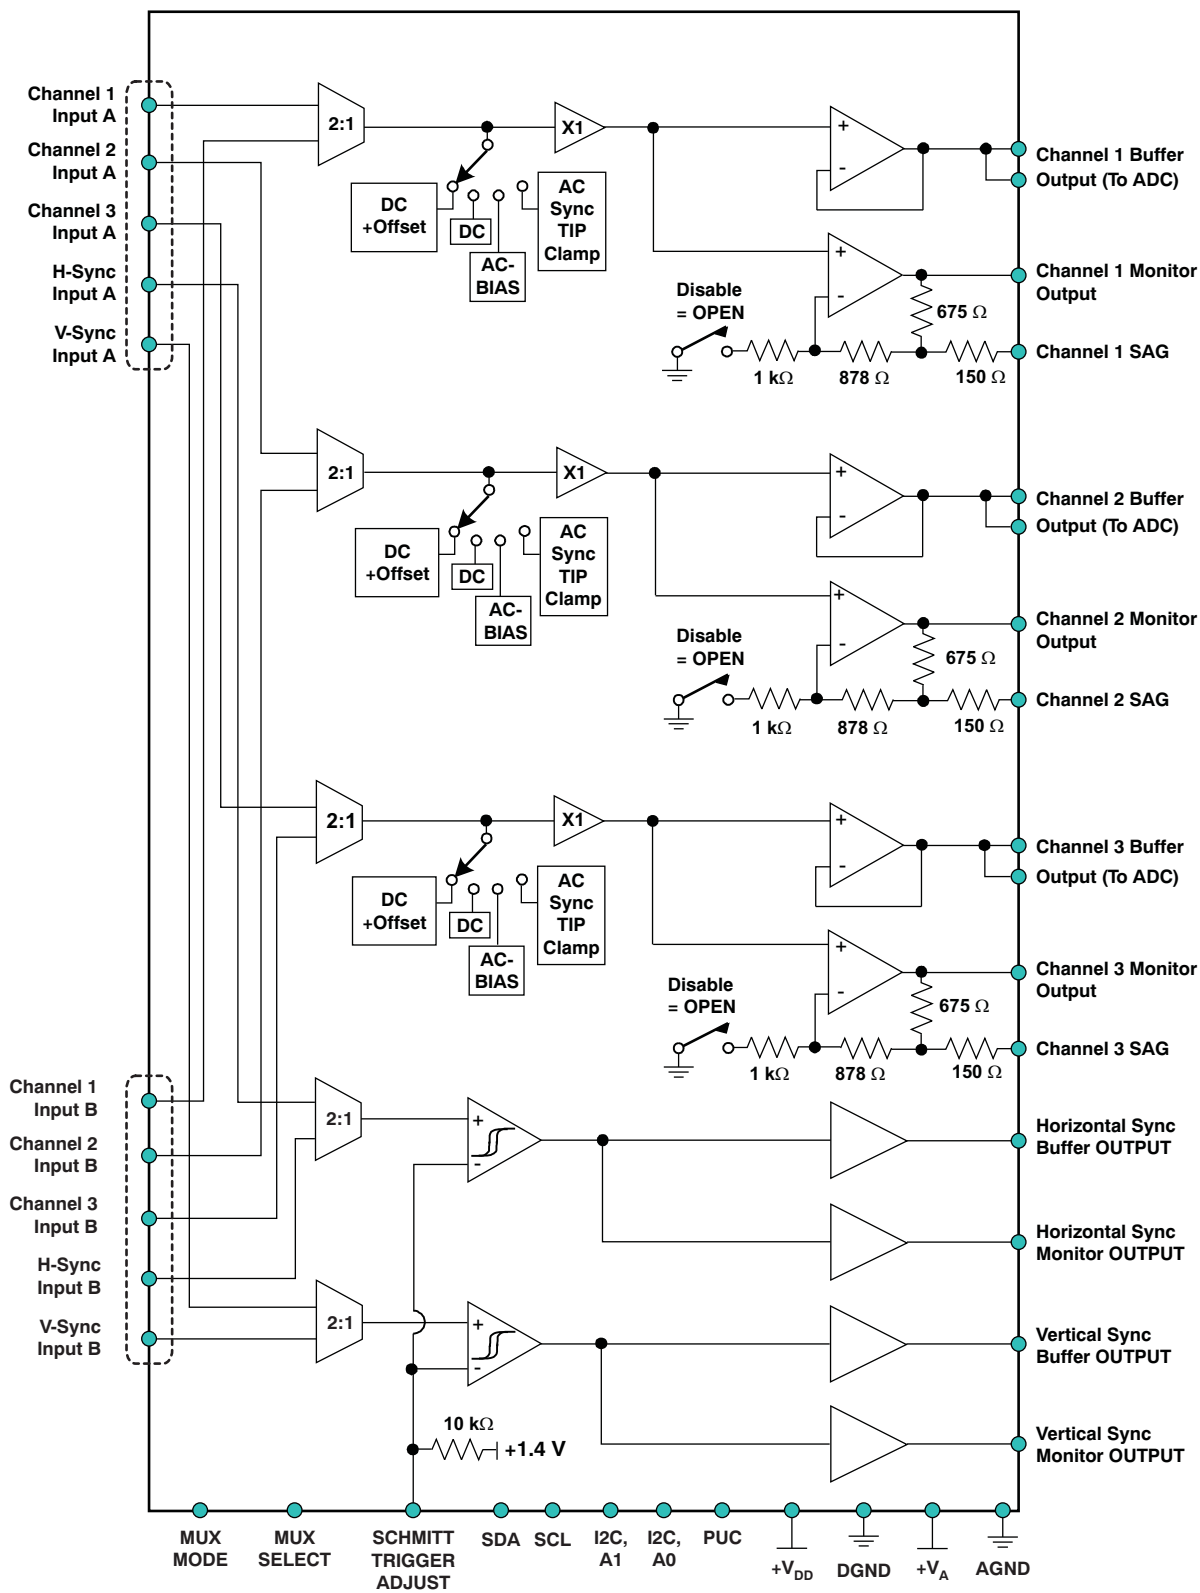 Channel 1
Input A
Channel 2
Input A
Channel 3
Input A
H-Sync
Input A
V-Sync
Input A
2:1
X1
+
-
DC
+Offset
DC
AC-
BIAS
AC
Sync
TIP
Clamp
Channel 1 Buffer
Output (To ADC)
+
-
Channel 1 Monitor
Output
Disable
= OPEN
675 Ω
1 kΩ
878 Ω
150 Ω
Channel 1 SAG
2:1
X1
+
-
DC
+Offset
DC
AC-
BIAS
AC
Sync
TIP
Clamp
Channel 2 Buffer
Output (To ADC)
+
-
Channel 2 Monitor
Output
Disable
= OPEN
675 Ω
1 kΩ
878 Ω
150 Ω
Channel 2 SAG
2:1
X1
+
-
DC
+Offset
DC
AC-
BIAS
AC
Sync
TIP
Clamp
Channel 3 Buffer
Output (To ADC)
+
-
Channel 3 Monitor
Output
Disable
= OPEN
675 Ω
1 kΩ
878 Ω
150 Ω
Channel 3 SAG
Channel 1
Input B
Channel 2
Input B
Channel 3
Input B
H-Sync
Input B
V-Sync
Input B
2:1
+
-
Horizontal Sync
Buffer OUTPUT
Horizontal Sync
Monitor OUTPUT
2:1
+
-
Vertical Sync
Buffer OUTPUT
Vertical Sync
Monitor OUTPUT
10 kΩ
+1.4 V
MUX
MODE
MUX
SELECT
SCHMITT
TRIGGER
ADJUST
SDA
SCL
I2C,
A1
I2C,
A0
PUC
+VDD
DGND
+VA
AGND